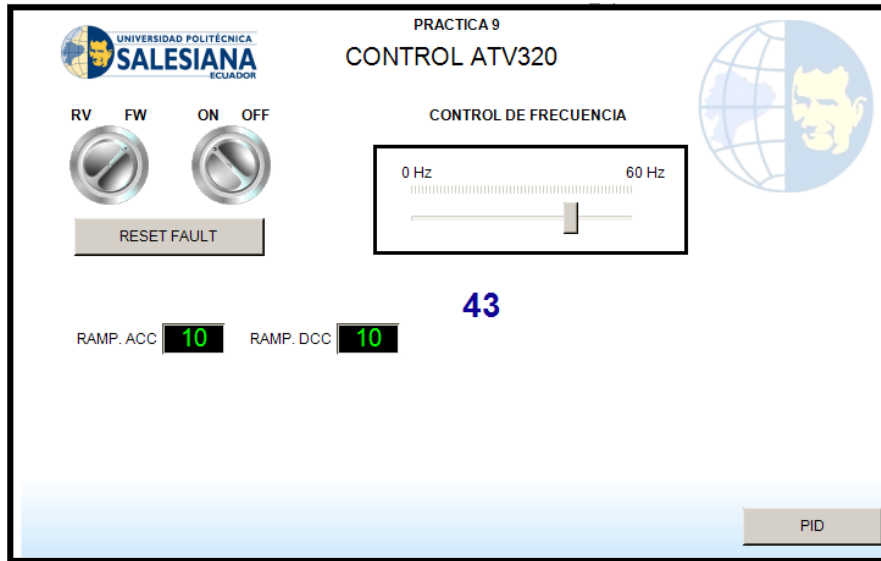 PRACTICA 9
UNIVERSIDAD POLITÉCNICA
SALESIANA
ECUADOR
CONTROL ATV320
RV FW ON OFF
CONTROL DE FRECUENCIA
0 Hz 60 Hz
RESET FAULT
43
RAMP. ACC 10 RAMP. DCC 10
PID